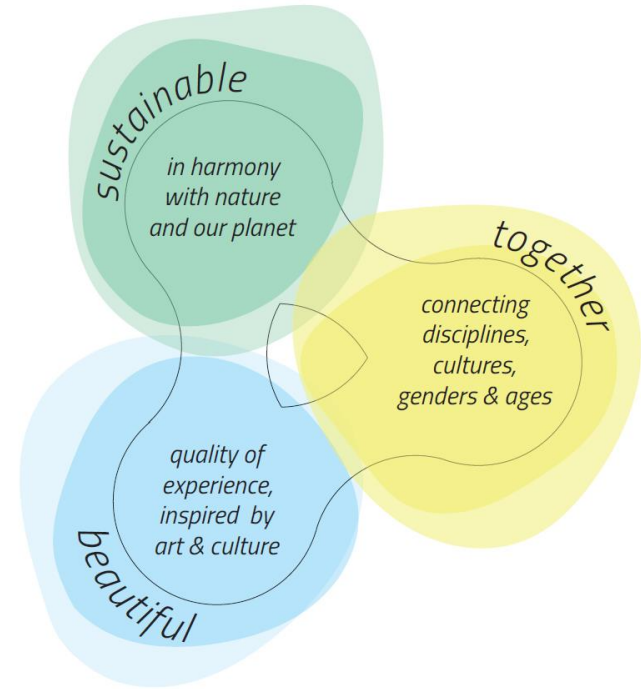 sustainable
in harmony
with nature
and our planet
together
connecting
disciplines,
cultures,
genders & ages
quality of
experience,
inspired by
art & culture
beautiful